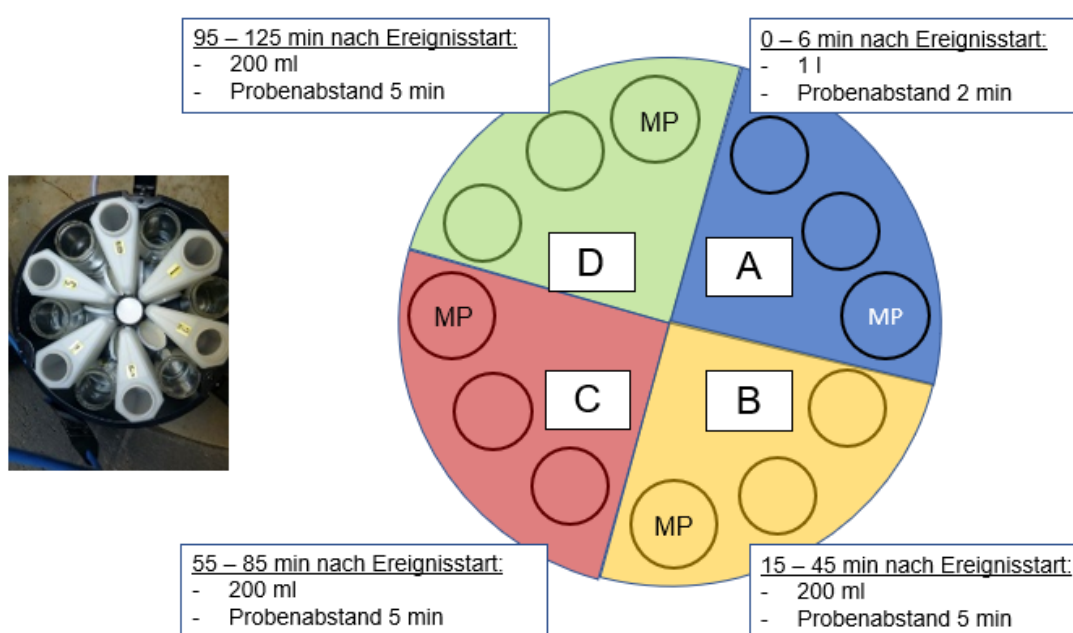 95 – 125 min nach Ereignisstart:
- 200 ml
- Probenabstand 5 min
0 – 6 min nach Ereignisstart:
- 1 l
- Probenabstand 2 min
MP
D
A
MP
MP
C
B
MP
55 – 85 min nach Ereignisstart:
- 200 ml
- Probenabstand 5 min
15 – 45 min nach Ereignisstart:
- 200 ml
- Probenabstand 5 min